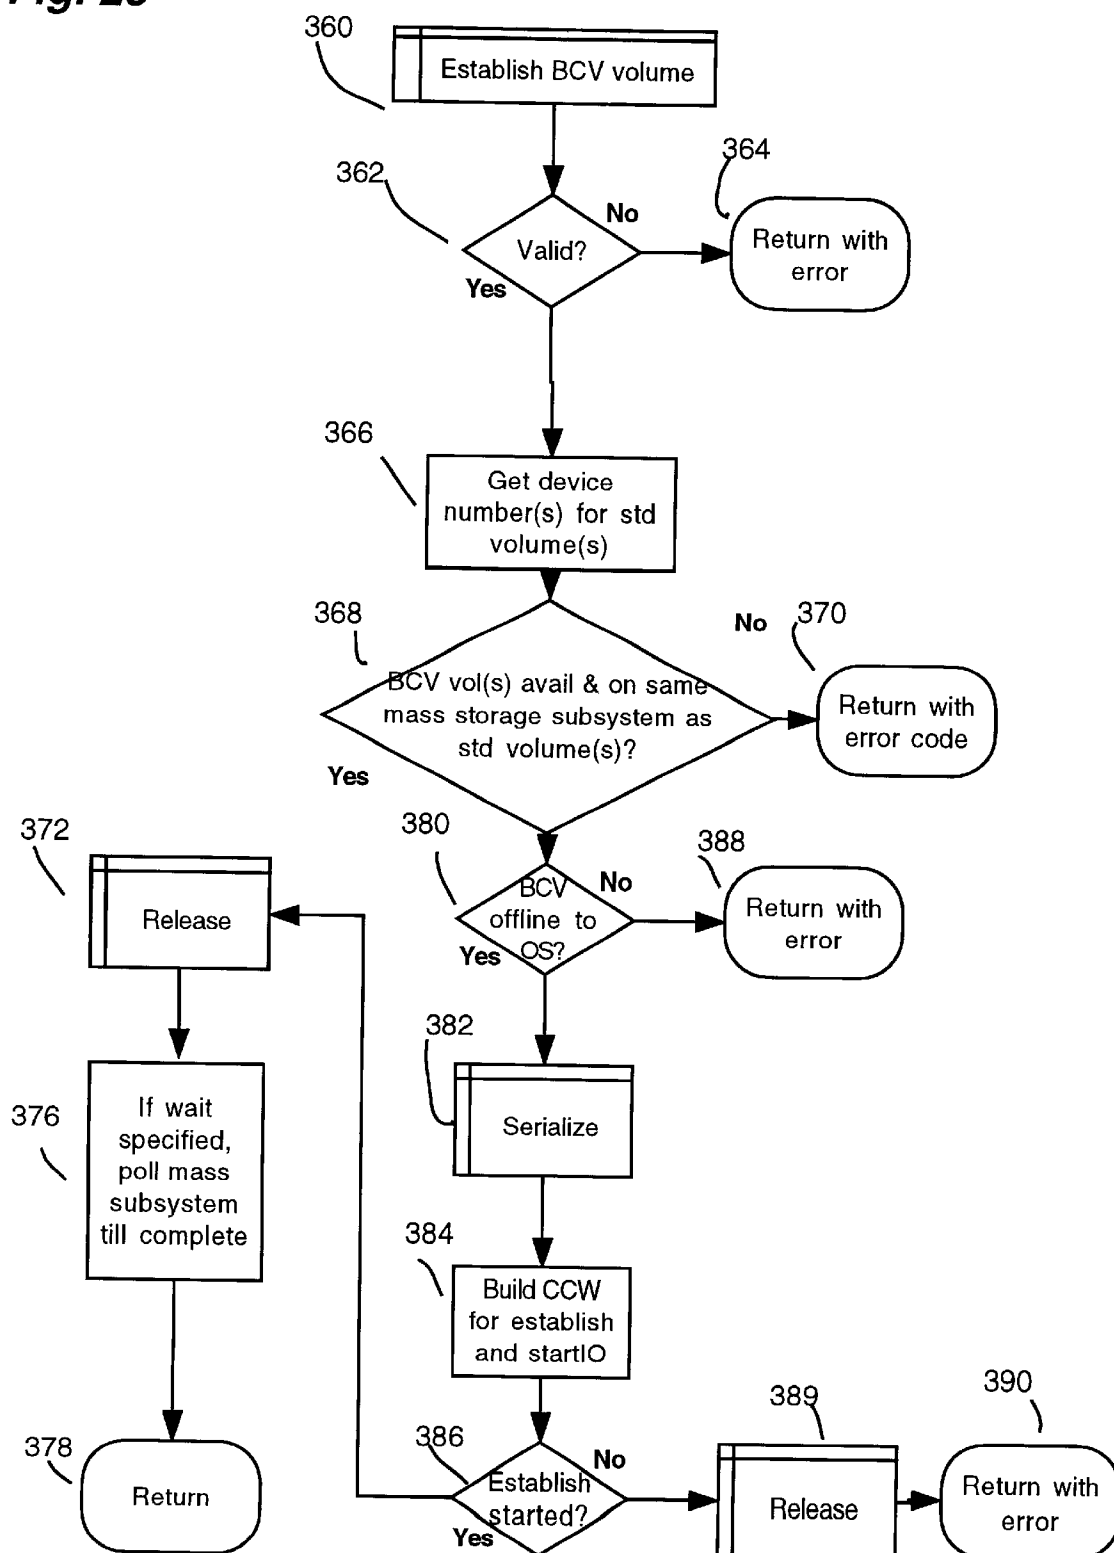 360
Establish BCV volume
362
364
Valid?
No
Yes
Return with
error
366
Get device
number(s) for std
volume(s)
368
No
370
BCV vol(s) avail & on same
mass storage subsystem as
std volume(s)?
Yes
Return with
error code
372
Release
380
BCV
offline to
OS?
No
Yes
388
Return with
error
382
Serialize
376
If wait
specified,
poll mass
subsystem
till complete
384
Build CCW
for establish
and startIO
378
Return
386
Establish
started?
No
Yes
389
Release
390
Return with
error